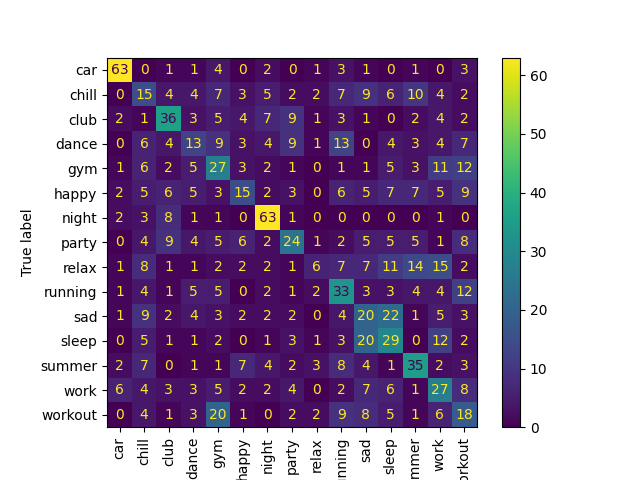 car 63 0 1 1 4 0 2 0 1 3 1 0 1 0 3
chill 0 15 4 4 7 3 5 2 2 7 9 6 10 4 2
club 2 1 36 3 5 4 7 9 1 3 1 0 2 4 2
dance 0 6 4 13 9 3 4 9 1 13 0 4 3 4 7
gym 1 6 2 5 27 3 2 1 0 1 1 5 3 11 12
happy 2 5 6 5 3 15 2 3 0 6 5 7 7 5 9
night 2 3 8 1 1 0 63 1 0 0 0 0 0 1 0
party 0 4 9 4 5 6 2 24 1 2 5 5 5 1 8
relax 1 8 1 1 2 2 2 1 6 7 7 11 14 15 2
running 1 4 1 5 5 0 2 1 2 33 3 3 4 4 12
sad 1 9 2 4 3 2 2 2 0 4 20 22 1 5 3
sleep 0 5 1 1 2 0 1 3 1 3 20 29 0 12 2
summer 2 7 0 1 1 7 4 2 3 8 4 1 35 2 3
work 6 4 3 3 5 2 2 4 0 2 7 6 1 27 8
workout 0 4 1 3 20 1 0 2 2 9 8 5 1 6 18
True label
car chill club dance gym happy night party relax nning sad sleep mmer work orkout
60
50
40
30
20
10
0